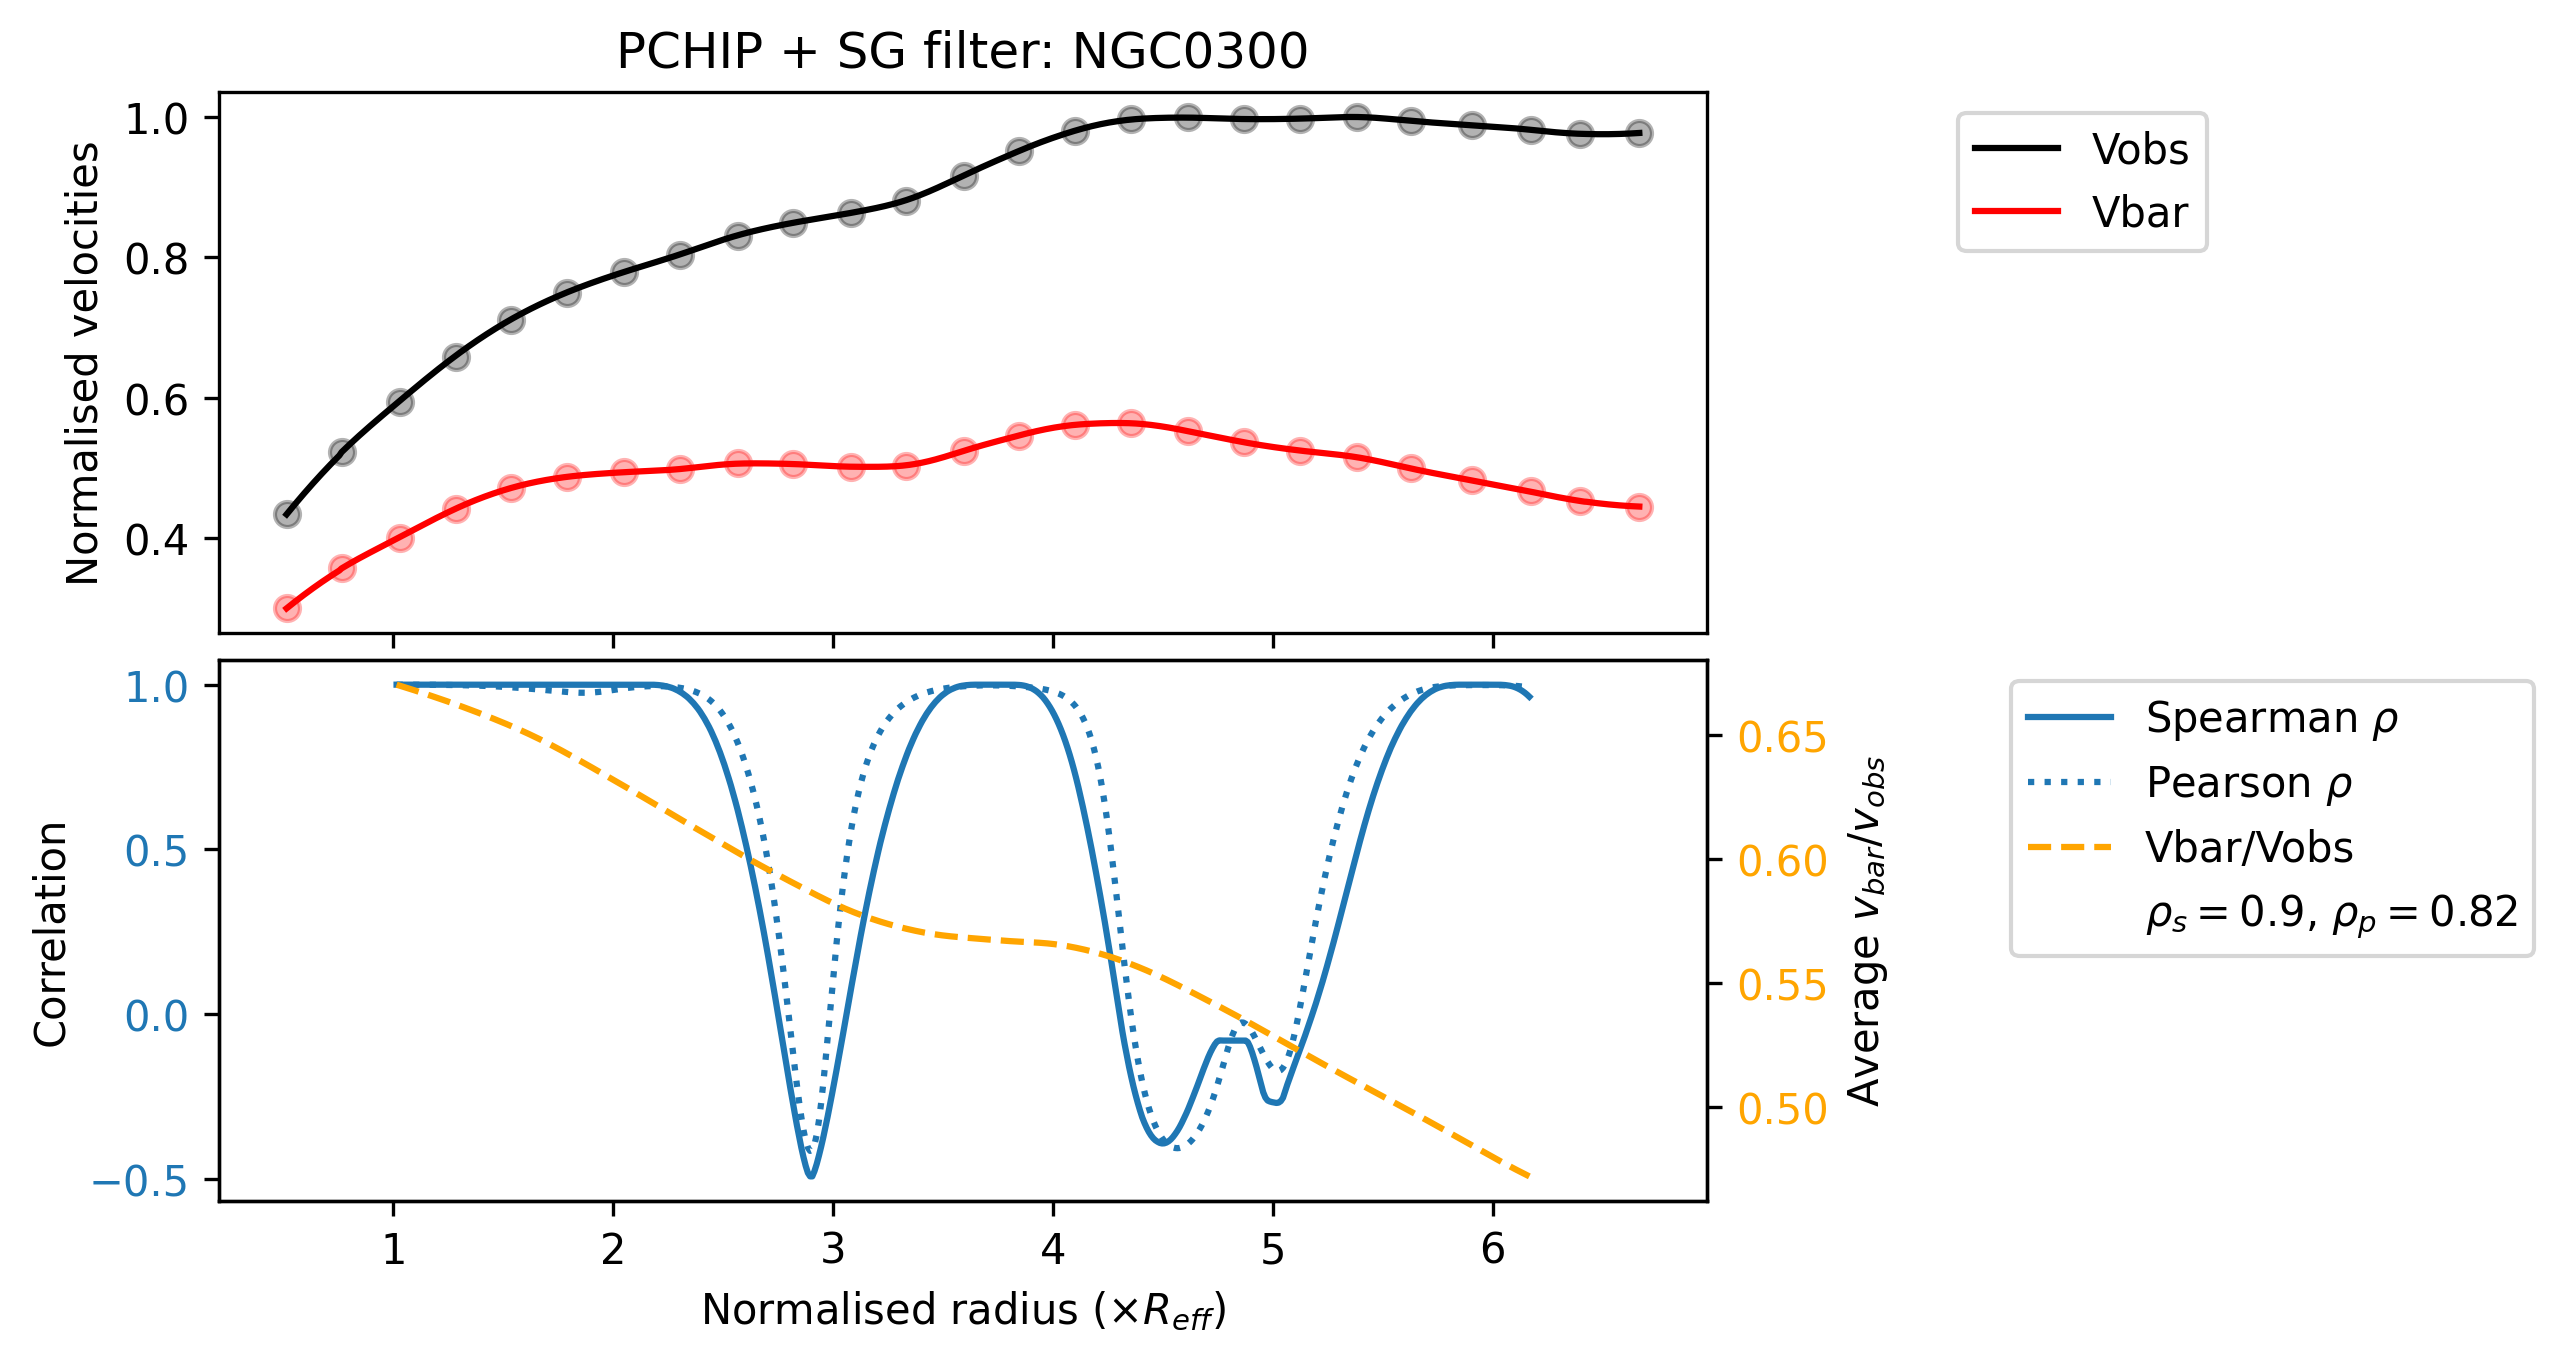 PCHIP + SG filter: NGC0300
Normalised velocities
1.0
0.8
0.6
0.4
Vobs
Vbar
Correlation
1.0
0.5
0.0
−0.5
0.65
0.60
0.55
0.50
Average v_bar/v_obs
Spearman ρ
Pearson ρ
Vbar/Vobs
ρ_s = 0.9, ρ_p = 0.82
1 2 3 4 5 6
Normalised radius (×R_eff)